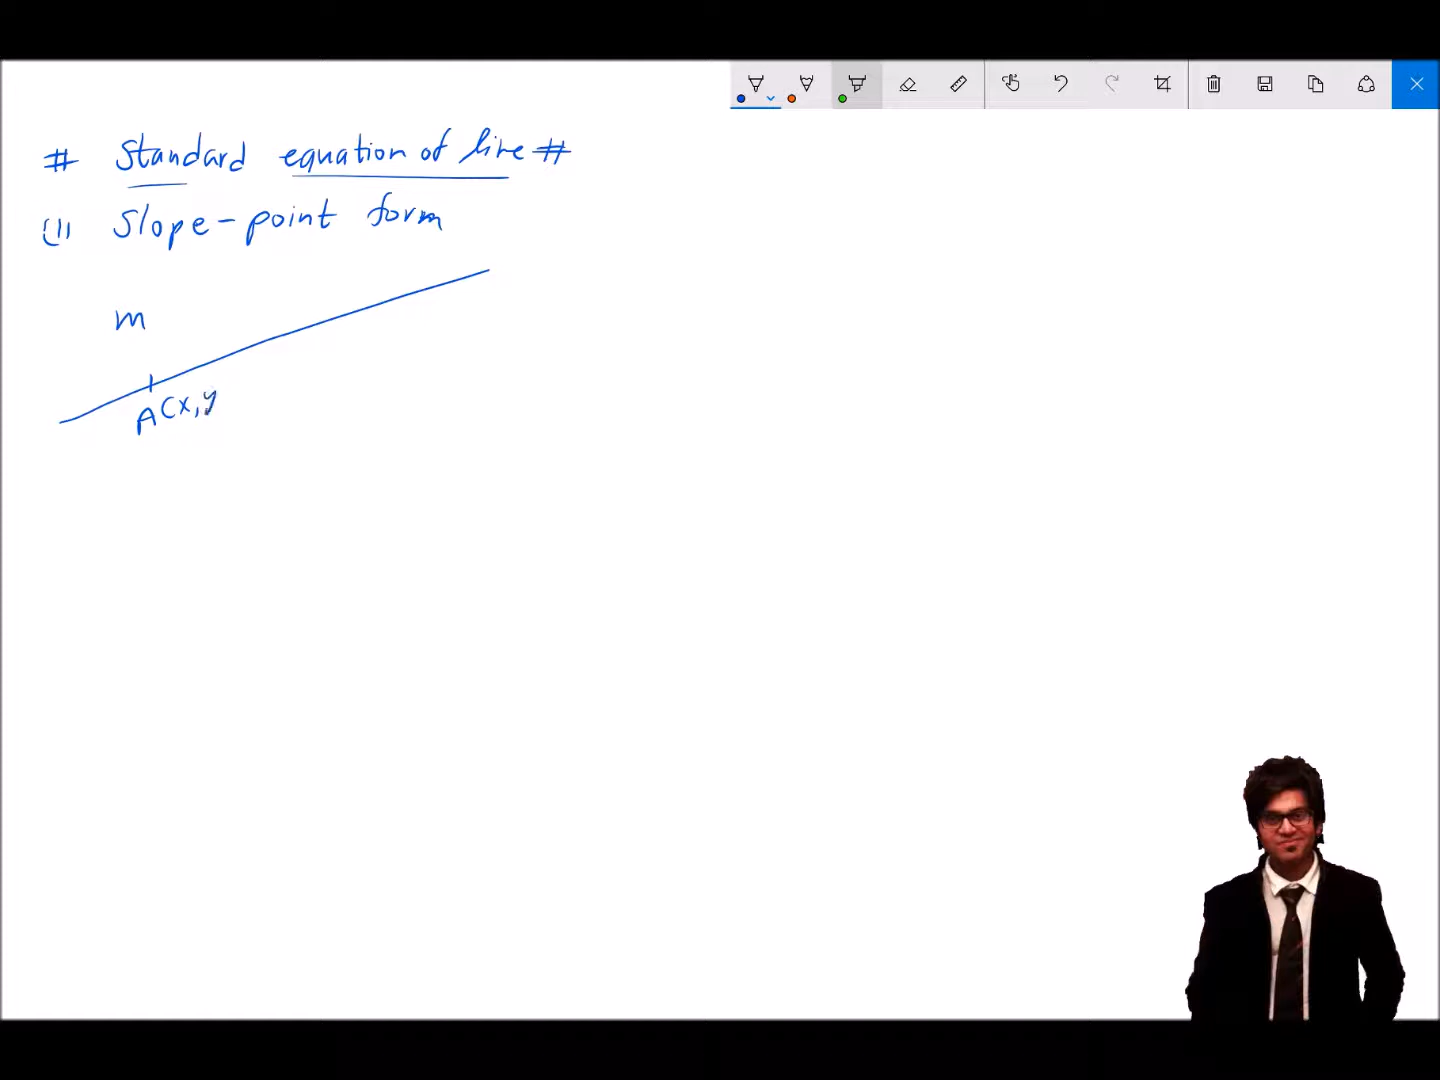 # Standard equation of line #
(1) Slope-point form
m
A(x,y